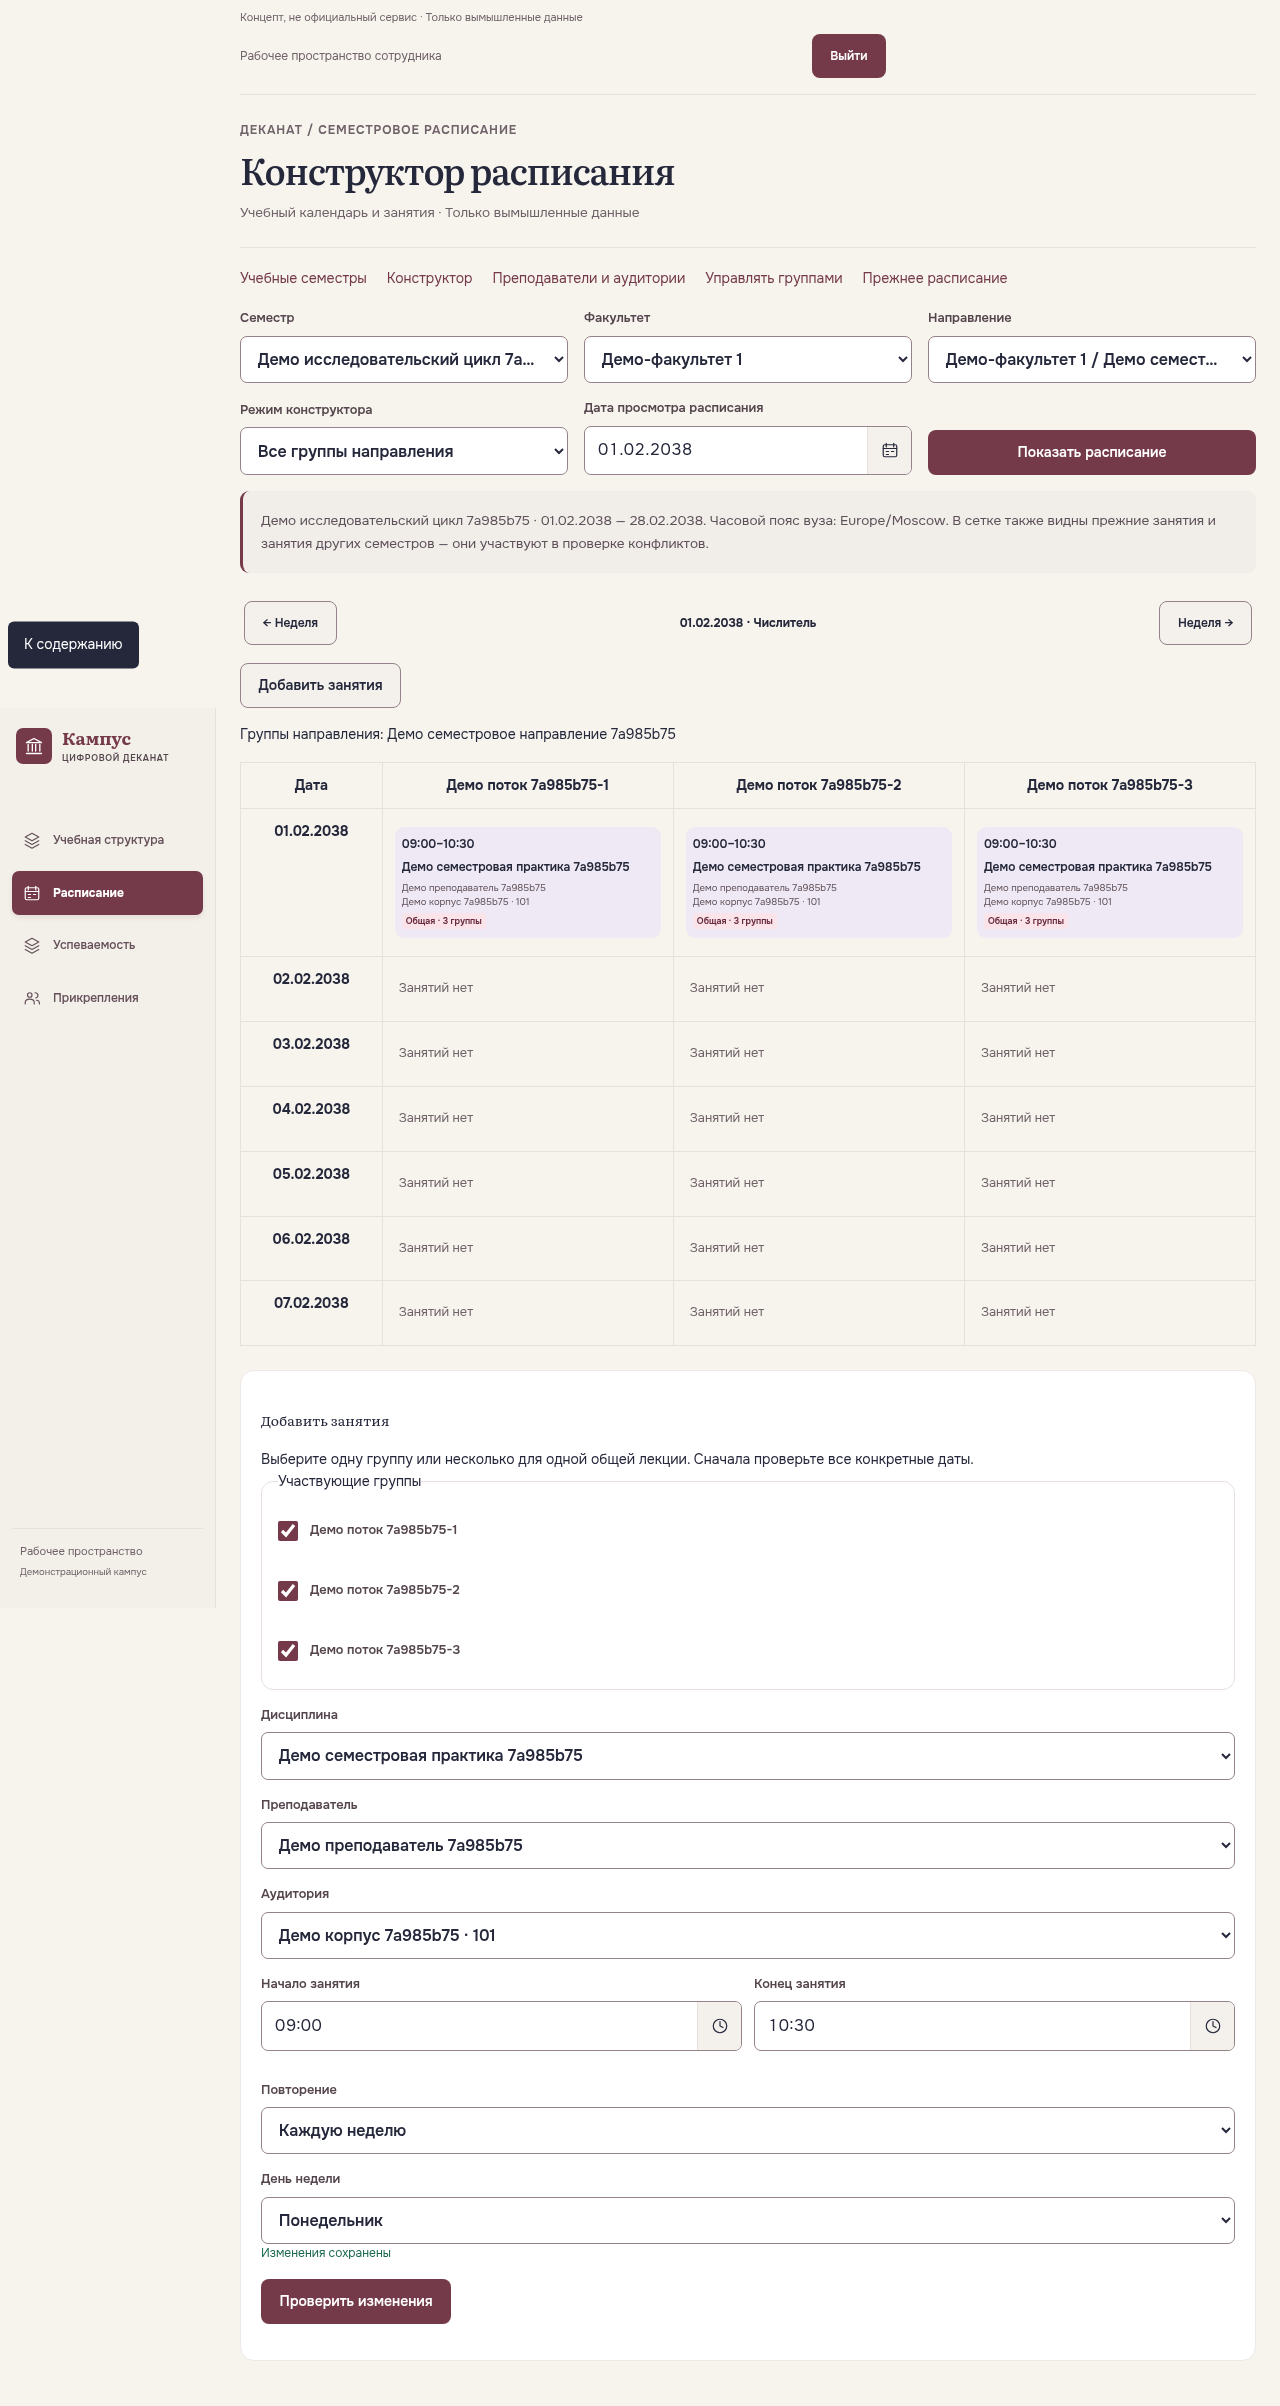 Концепт, не официальный сервис · Только вымышленные данные
Рабочее пространство сотрудника
Выйти
ДЕКАНАТ / СЕМЕСТРОВОЕ РАСПИСАНИЕ
Конструктор расписания
Учебный календарь и занятия · Только вымышленные данные
Учебные семестры Конструктор Преподаватели и аудитории Управлять группами Прежнее расписание
Семестр Факультет Направление
Демо исследовательский цикл 7a... Демо-факультет 1 Демо-факультет 1 / Демо семест...
Режим конструктора Дата просмотра расписания
Все группы направления 01.02.2038 Показать расписание
Демо исследовательский цикл 7a985b75 · 01.02.2038 — 28.02.2038. Часовой пояс вуза: Europe/Moscow. В сетке также видны прежние занятия и
занятия других семестров — они участвуют в проверке конфликтов.
← Неделя 01.02.2038 · Числитель Неделя →
К содержанию
Добавить занятия
Кампус
ЦИФРОВОЙ ДЕКАНАТ
Учебная структура
Расписание
Успеваемость
Прикрепления
Рабочее пространство
Демонстрационный кампус
Группы направления: Демо семестровое направление 7a985b75
Дата Демо поток 7a985b75-1 Демо поток 7a985b75-2 Демо поток 7a985b75-3
01.02.2038
09:00–10:30 09:00–10:30 09:00–10:30
Демо семестровая практика 7a985b75 Демо семестровая практика 7a985b75 Демо семестровая практика 7a985b75
Демо преподаватель 7a985b75 Демо преподаватель 7a985b75 Демо преподаватель 7a985b75
Демо корпус 7a985b75 · 101 Демо корпус 7a985b75 · 101 Демо корпус 7a985b75 · 101
Общая · 3 группы Общая · 3 группы Общая · 3 группы
02.02.2038 Занятий нет Занятий нет Занятий нет
03.02.2038 Занятий нет Занятий нет Занятий нет
04.02.2038 Занятий нет Занятий нет Занятий нет
05.02.2038 Занятий нет Занятий нет Занятий нет
06.02.2038 Занятий нет Занятий нет Занятий нет
07.02.2038 Занятий нет Занятий нет Занятий нет
Добавить занятия
Выберите одну группу или несколько для одной общей лекции. Сначала проверьте все конкретные даты.
Участвующие группы
Демо поток 7a985b75-1
Демо поток 7a985b75-2
Демо поток 7a985b75-3
Дисциплина
Демо семестровая практика 7a985b75
Преподаватель
Демо преподаватель 7a985b75
Аудитория
Демо корпус 7a985b75 · 101
Начало занятия Конец занятия
09:00 10:30
Повторение
Каждую неделю
День недели
Понедельник
Изменения сохранены
Проверить изменения